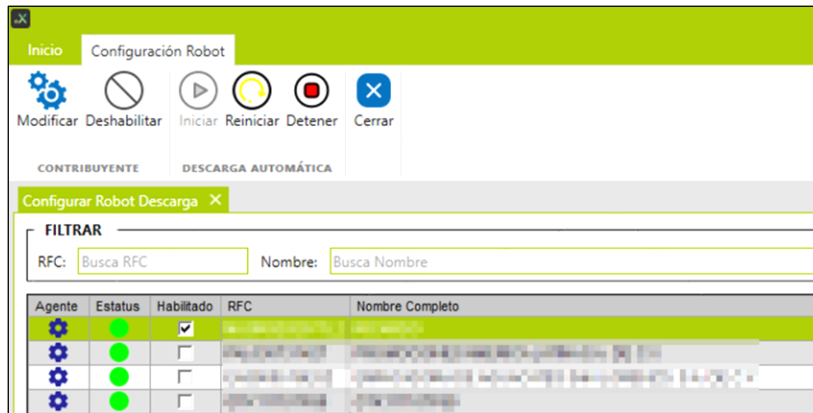 .X
Inicio Configuración Robot
Modificar Deshabilitar Iniciar Reiniciar Detener Cerrar
CONTRIBUYENTE DESCARGA AUTOMÁTICA
Configurar Robot Descarga X
FILTRAR
RFC: Busca RFC Nombre: Busca Nombre
Agente Estatus Habilitado RFC Nombre Completo